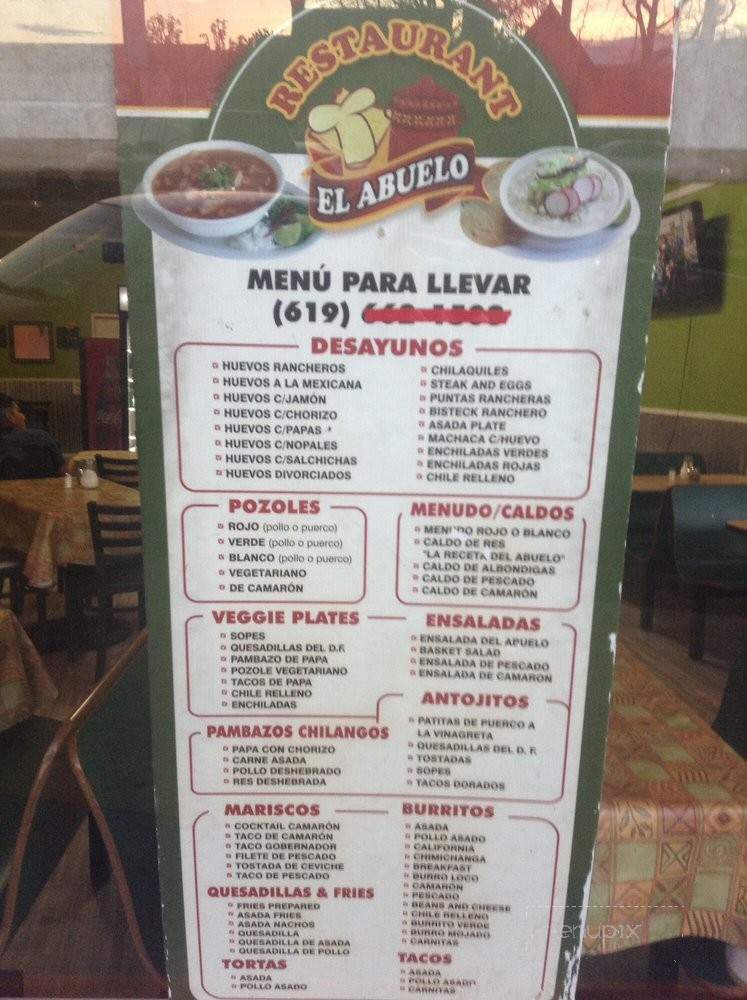 RESTAURANT
EL ABUELO
MENÚ PARA LLEVAR
(619)
DESAYUNOS
HUEVOS RANCHEROS
HUEVOS A LA MEXICANA
HUEVOS C/JAMÓN
HUEVOS C/CHORIZO
HUEVOS C/PAPAS
HUEVOS C/NOPALES
HUEVOS C/SALCHICHAS
HUEVOS DIVORCIADOS
CHILAQUILES
STEAK AND EGGS
PUNTAS RANCHERAS
BISTECK RANCHERO
ASADA PLATE
MACHACA C/HUEVO
ENCHILADAS VERDES
ENCHILADAS ROJAS
CHILE RELLENO
POZOLES
ROJO (pollo o puerco)
VERDE (pollo o puerco)
BLANCO (pollo o puerco)
VEGETARIANO
DE CAMARÓN
MENUDO/CALDOS
MENUDO ROJO O BLANCO
CALDO DE RES
"LA RECETA DEL ABUELO"
CALDO DE ALBONDIGAS
CALDO DE PESCADO
CALDO DE CAMARÓN
VEGGIE PLATES
SOPES
QUESADILLAS DEL D.F.
PAMBAZO DE PAPA
POZOLE VEGETARIANO
TACOS DE PAPA
CHILE RELLENO
ENCHILADAS
ENSALADAS
ENSALADA DEL ABUELO
BASKET SALAD
ENSALADA DE PESCADO
ENSALADA DE CAMARÓN
PAMBAZOS CHILANGOS
PAPA CON CHORIZO
CARNE ASADA
POLLO DESHEBRADO
RES DESHEBRADA
ANTOJITOS
PATITAS DE PUERCO A
LA VINAGRETA
QUESADILLAS DEL D. F.
TOSTADAS
SOPES
TACOS DORADOS
MARISCOS
COCKTAIL CAMARÓN
TACO DE CAMARÓN
TACO GOBERNADOR
FILETE DE PESCADO
TOSTADA DE CEVICHE
TACO DE PESCADO
QUESADILLAS & FRIES
FRIES PREPARED
ASADA FRIES
ASADA NACHOS
QUESADILLA
QUESADILLA DE ASADA
QUESADILLA DE POLLO
TORTAS
ASADA
POLLO ASADO
BURRITOS
ASADA
POLLO ASADO
CALIFORNIA
CHIMICHANGA
BREAKFAST
BURRO LOCO
CAMARÓN
PESCADO
BEANS AND CHEESE
CHILE RELLENO
BURRITO VERDE
BURRO MOJADO
CARNITAS
TACOS
ASADA
POLLO ASADO
CARNITAS